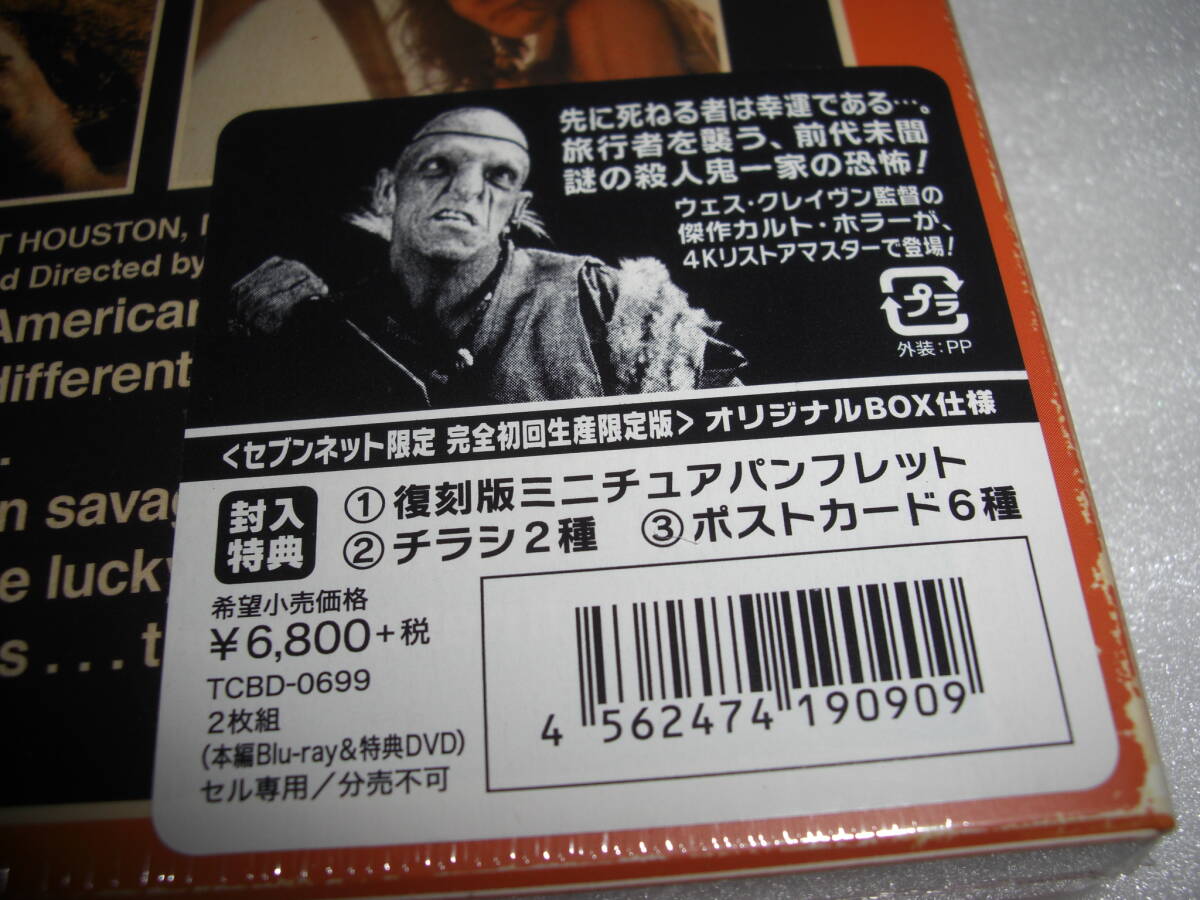 T HOUSTON,
d Directed by
American
different
.
n savag
e lucky
s...t
先に死ねる者は幸運である…。
旅行者を襲う、前代未聞
謎の殺人鬼一家の恐怖！
ウェス・クレイヴン監督の
傑作カルト・ホラーが、
4Kリストアマスターで登場！
プラ
外装：PP
＜セブンネット限定 完全初回生産限定版＞ オリジナルBOX仕様
封入
特典
①復刻版ミニチュアパンフレット
②チラシ2種 ③ポストカード6種
希望小売価格
¥6,800+税
TCBD-0699
2枚組
(本編Blu-ray&特典DVD)
セル専用／分売不可
4 562474 190909